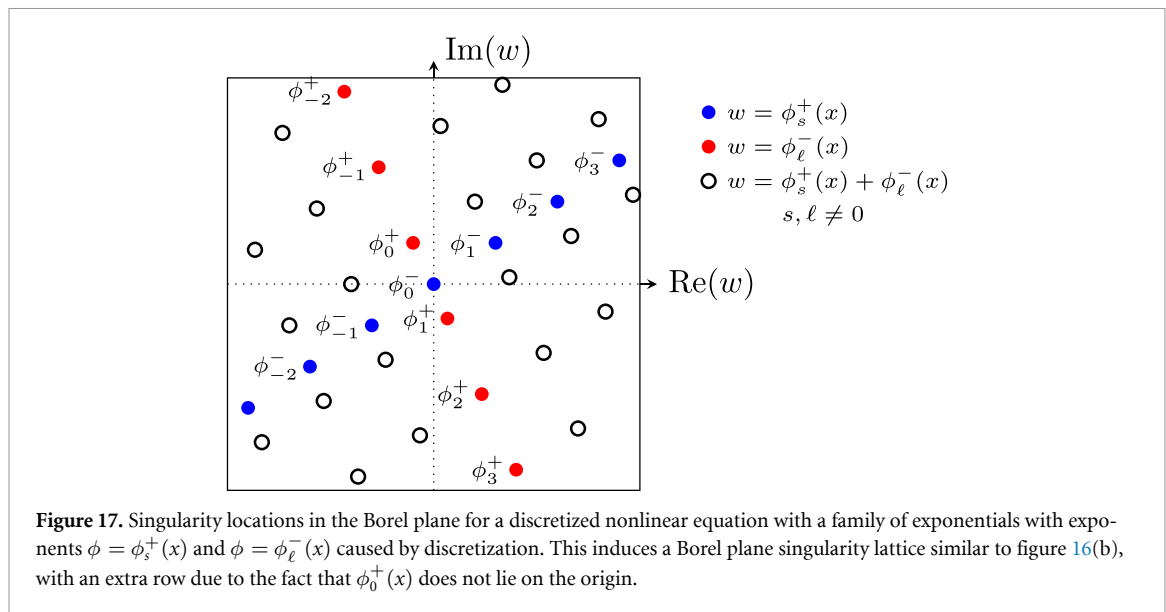 Im(w)
ϕ⁺₋₂
ϕ⁺₋₁
ϕ⁻₃
ϕ⁻₂
ϕ⁺₀ ϕ⁻₁
ϕ⁻₀ Re(w)
ϕ⁻₋₁ ϕ⁺₁
ϕ⁻₋₂
ϕ⁺₂
ϕ⁺₃
w = ϕ⁺ₛ(x)
w = ϕ⁻_ℓ(x)
w = ϕ⁺ₛ(x) + ϕ⁻_ℓ(x)
s, ℓ ≠ 0
Figure 17. Singularity locations in the Borel plane for a discretized nonlinear equation with a family of exponentials with expo-
nents ϕ = ϕ⁺ₛ(x) and ϕ = ϕ⁻_ℓ(x) caused by discretization. This induces a Borel plane singularity lattice similar to figure 16(b),
with an extra row due to the fact that ϕ⁺₀(x) does not lie on the origin.